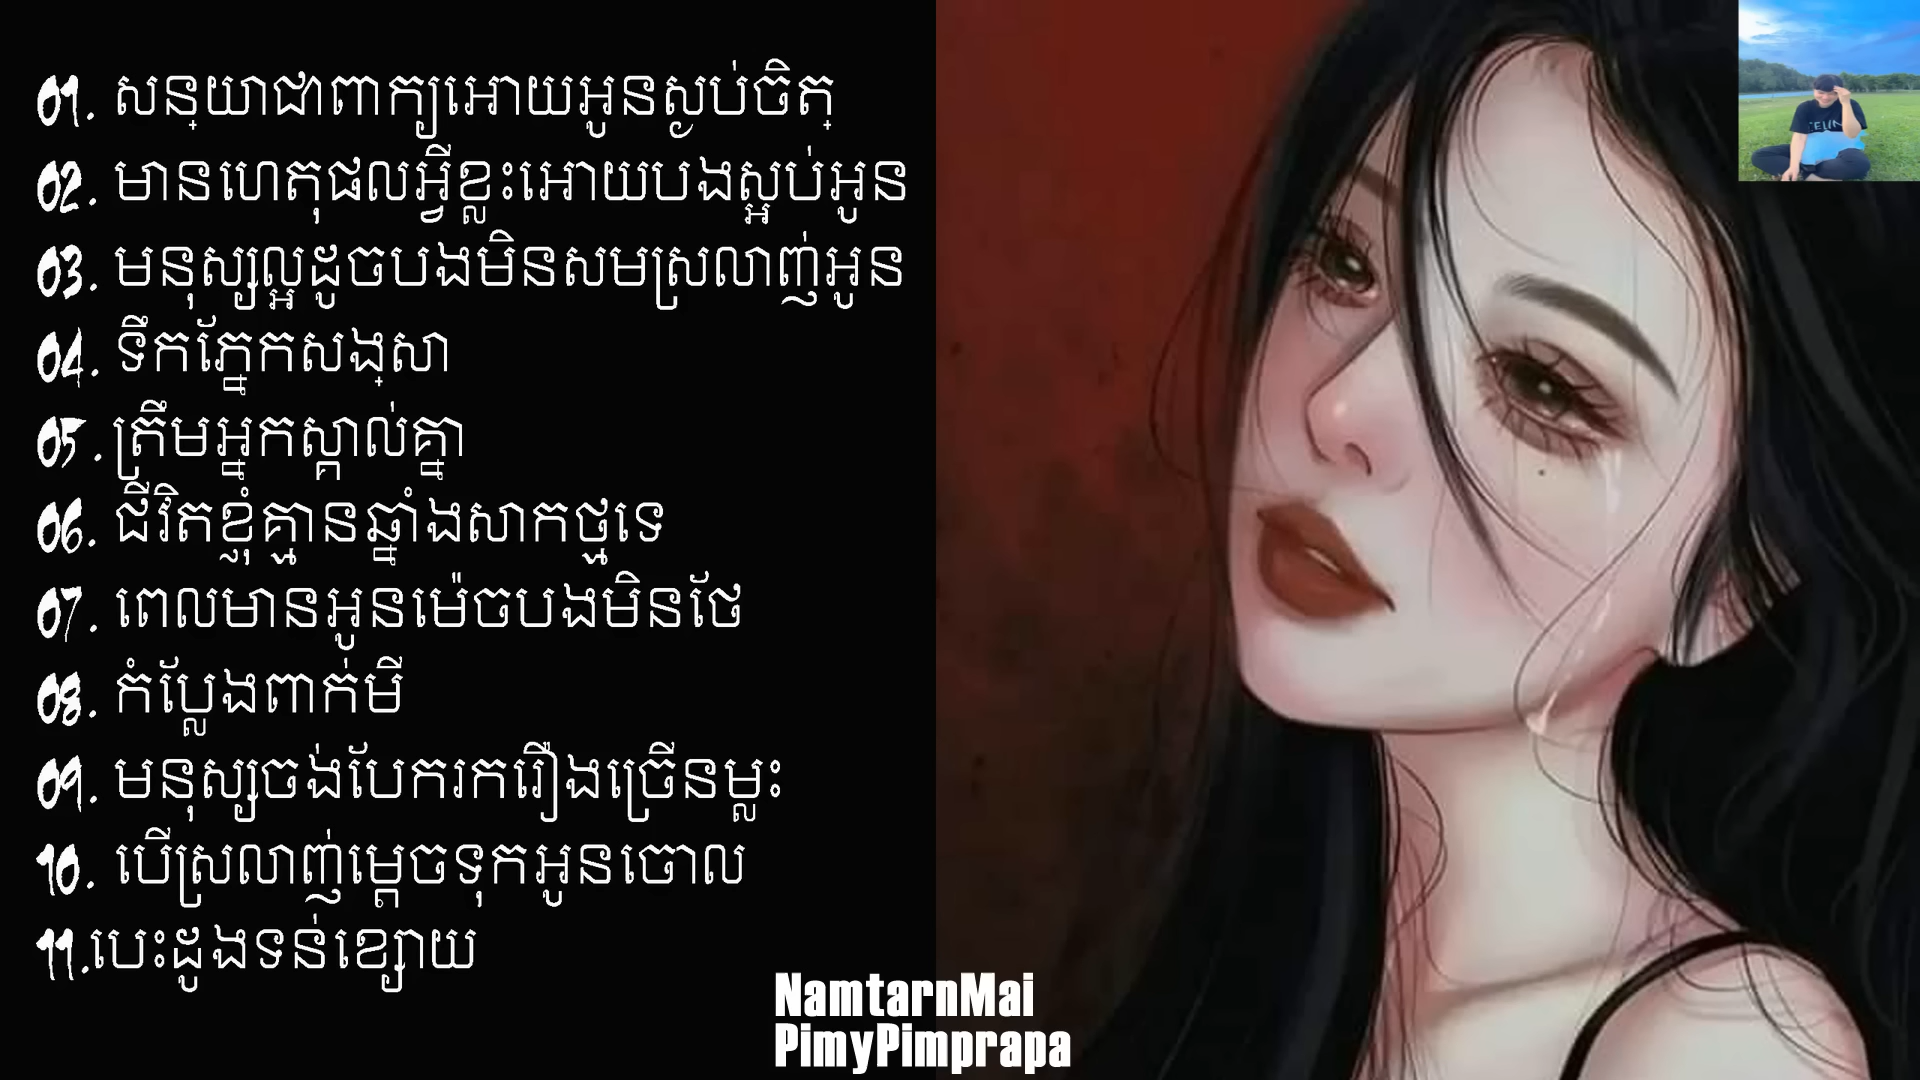 01. សន្យាជាពាក្យអោយអូនស្ងប់ចិត្
02. មានហេតុផលអ្វីខ្លះអោយបងស្អប់អូន
03. មនុស្សល្អដូចបងមិនសមស្រលាញ់អូន
04. ទឹកភ្នែកសង្សា
05. ត្រឹមអ្នកស្គាល់គ្នា
06. ជីវិតខ្ញុំគ្មានឆ្នាំងសាកថ្មទេ
07. ពេលមានអូនម៉េចបងមិនថែ
08. កំប្លែងពាក់មី
09. មនុស្សចង់បែករករឿងច្រើនម្លះ
10. បើស្រលាញ់ម្ដេចទុកអូនចោល
11.បេះដូងទន់ខ្សោយ
NamtarnMai
PimyPimprapa